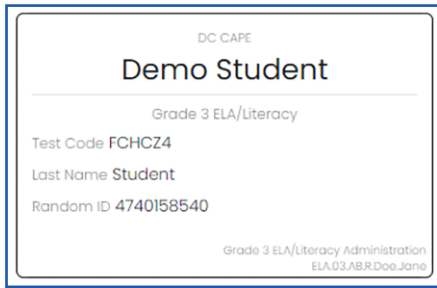 DC CAPE
Demo Student
Grade 3 ELA/Literacy
Test Code FCHCZ4
Last Name Student
Random ID 4740158540
Grade 3 ELA/Literacy Administration
ELA.03.AB.R.Doe.Jane